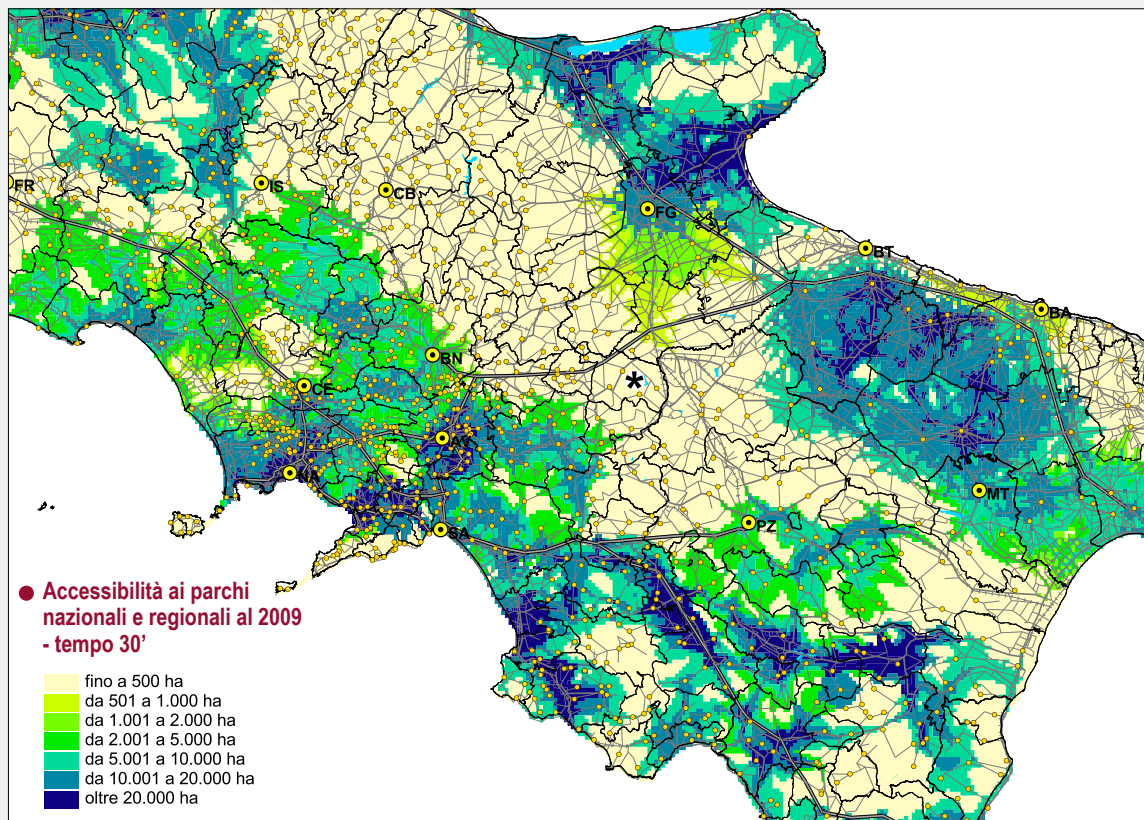 FR
IS
CB
FG
BT
BA
BN
*
CE
AV
NA
MT
SA
PZ
● Accessibilità ai parchi
nazionali e regionali al 2009
- tempo 30’
fino a 500 ha
da 501 a 1.000 ha
da 1.001 a 2.000 ha
da 2.001 a 5.000 ha
da 5.001 a 10.000 ha
da 10.001 a 20.000 ha
oltre 20.000 ha